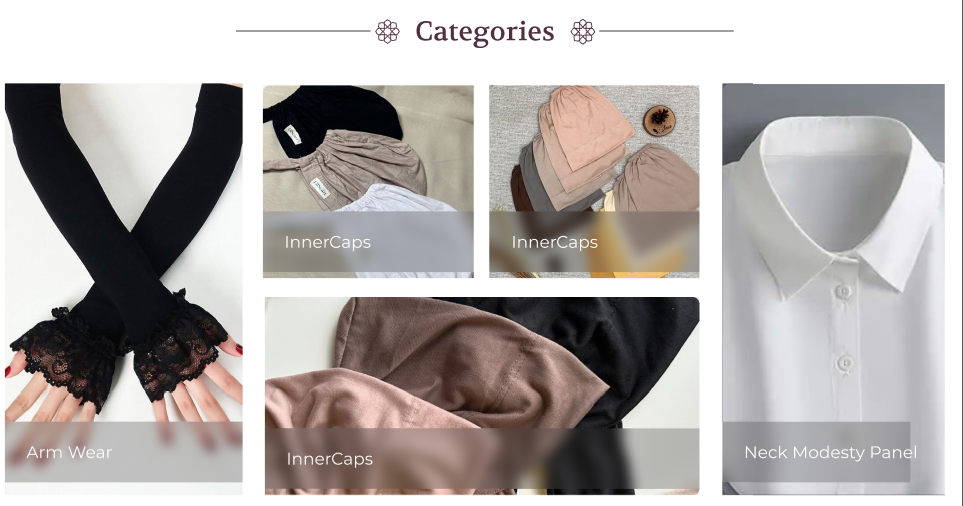 Categories
InnerCaps
InnerCaps
Arm Wear
InnerCaps
Neck Modesty Panel